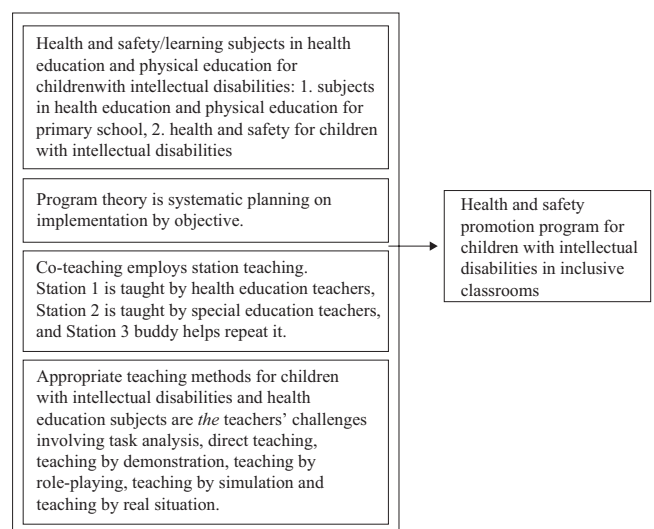 Health and safety/learning subjects in health
education and physical education for
childrenwith intellectual disabilities: 1. subjects
in health education and physical education for
primary school, 2. health and safety for children
with intellectual disabilities
Program theory is systematic planning on
implementation by objective.
Co-teaching employs station teaching.
Station 1 is taught by health education teachers,
Station 2 is taught by special education teachers,
and Station 3 buddy helps repeat it.
Appropriate teaching methods for children
with intellectual disabilities and health
education subjects are the teachers’ challenges
involving task analysis, direct teaching,
teaching by demonstration, teaching by
role-playing, teaching by simulation and
teaching by real situation.
Health and safety
promotion program for
children with intellectual
disabilities in inclusive
classrooms